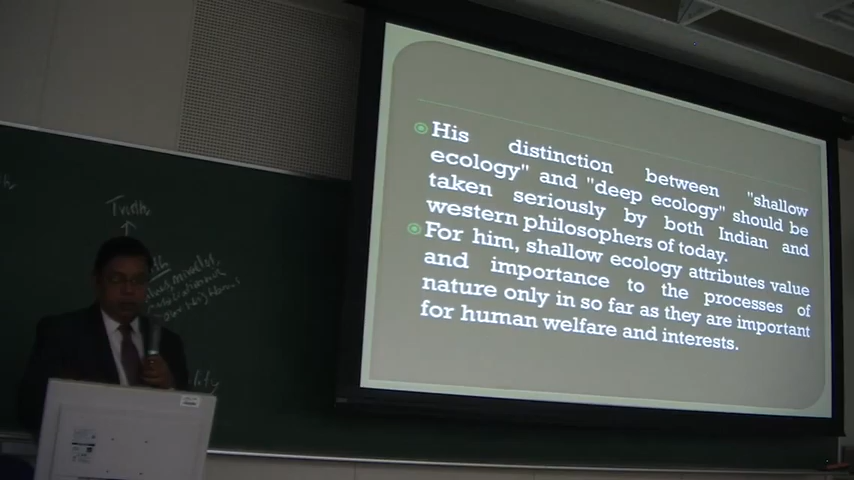 His distinction between "shallow
ecology" and "deep ecology" should be
taken seriously by both Indian and
western philosophers of today.
For him, shallow ecology attributes value
and importance to the processes of
nature only in so far as they are important
for human welfare and interests.
Truth